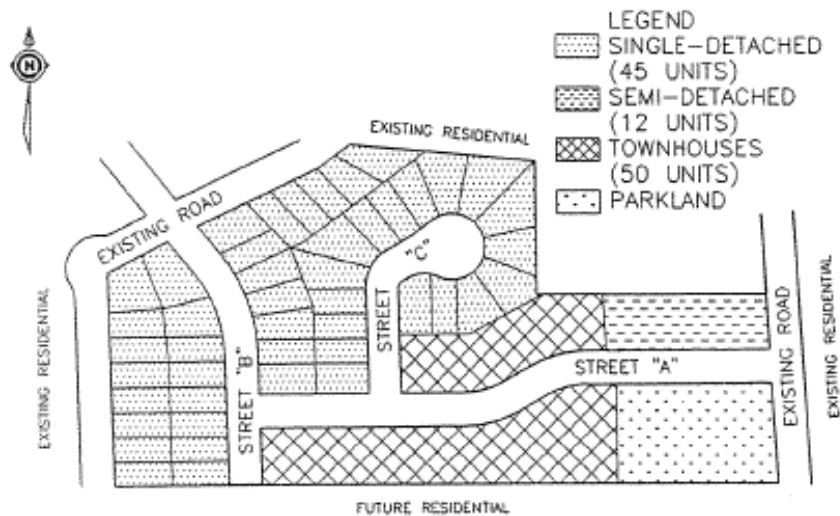 N
LEGEND
SINGLE-DETACHED
(45 UNITS)
SEMI-DETACHED
(12 UNITS)
TOWNHOUSES
(50 UNITS)
PARKLAND
EXISTING RESIDENTIAL
EXISTING ROAD
"C"
STREET
STREET "B"
STREET "A"
EXISTING ROAD
EXISTING RESIDENTIAL
EXISTING RESIDENTIAL
FUTURE RESIDENTIAL